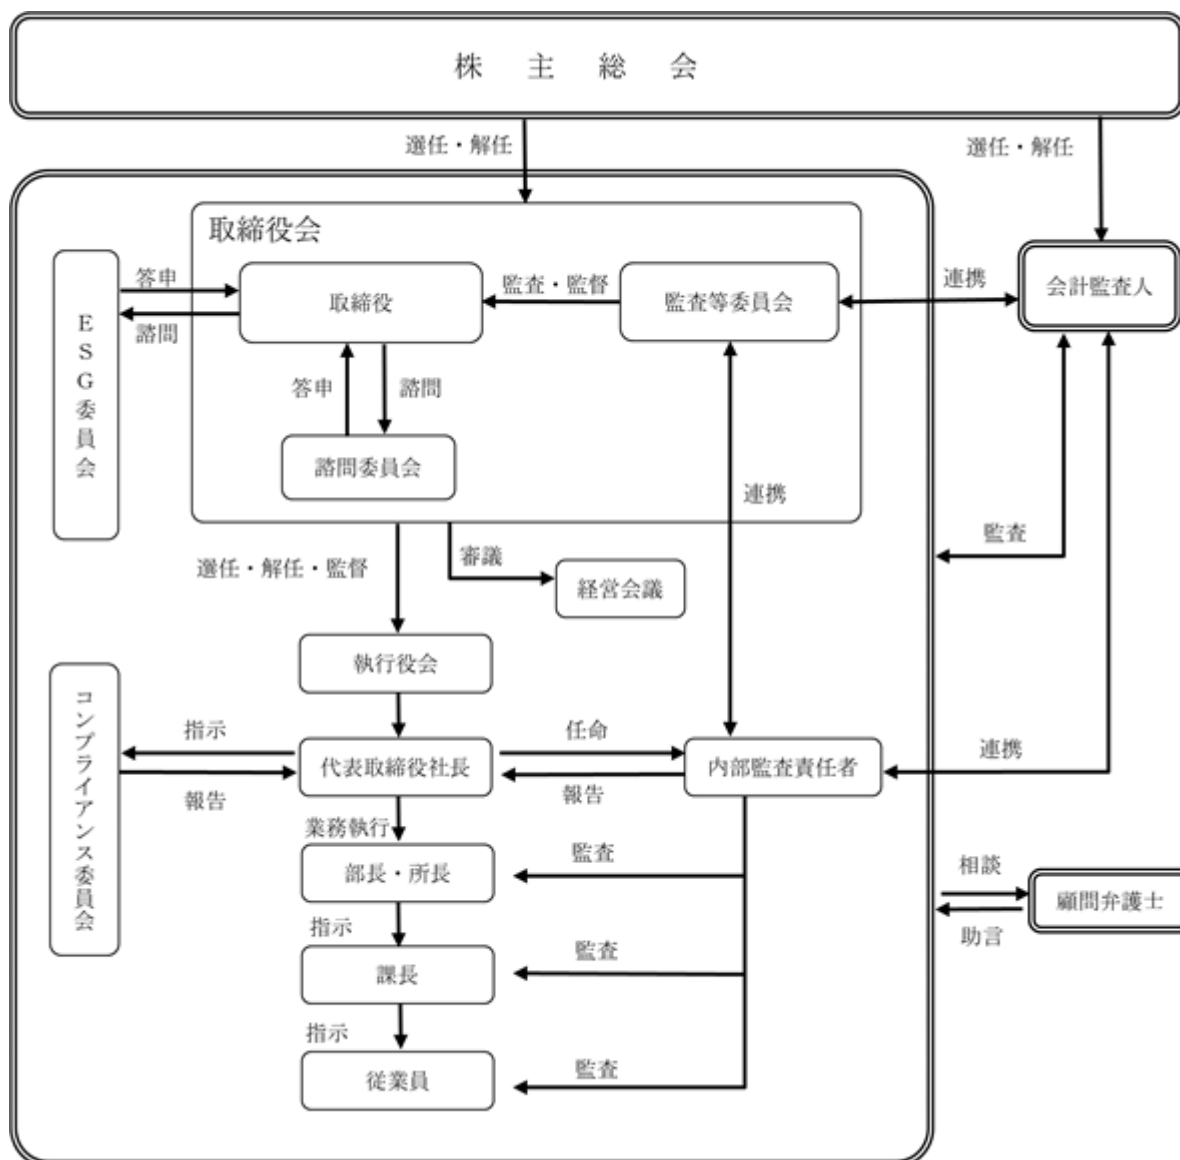 株主総会
選任・解任
選任・解任
取締役会
ESG委員会
答申
諮問
取締役
監査・監督
監査等委員会
連携
会計監査人
答申
諮問
諮問委員会
連携
監査
選任・解任・監督
審議
経営会議
執行役会
コンプライアンス委員会
指示
報告
代表取締役社長
任命
報告
内部監査責任者
連携
業務執行
部長・所長
監査
相談
助言
顧問弁護士
指示
課長
監査
指示
従業員
監査